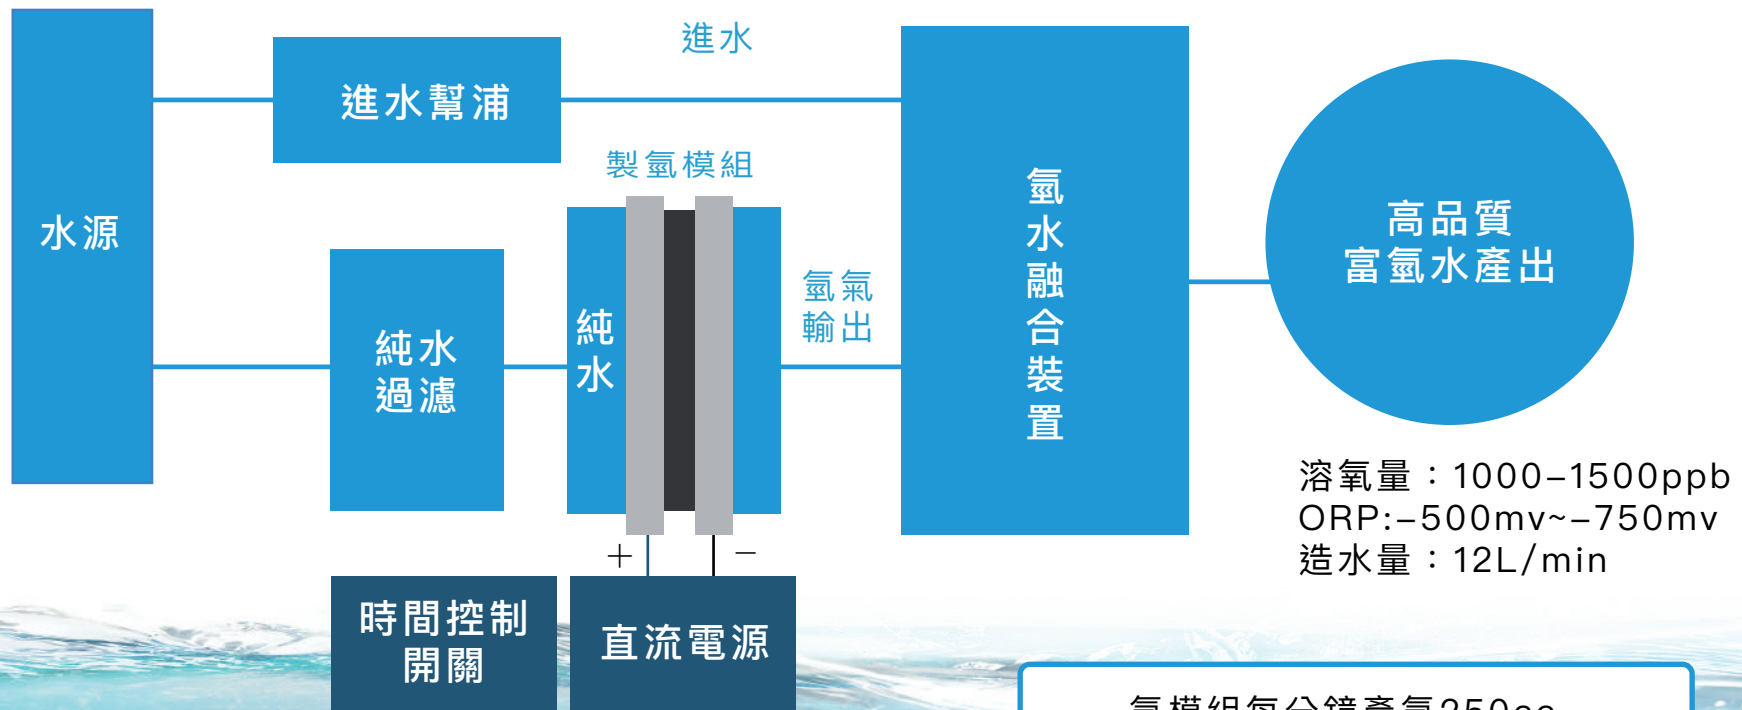 水源
進水幫浦
進水
製氫模組
純水
過濾
純
水
氫氣
輸出
氫
水
融
合
裝
置
高品質
富氫水產出
溶氧量：1000–1500ppb
ORP:–500mv~–750mv
造水量：12L/min
+
−
時間控制
開關
直流電源